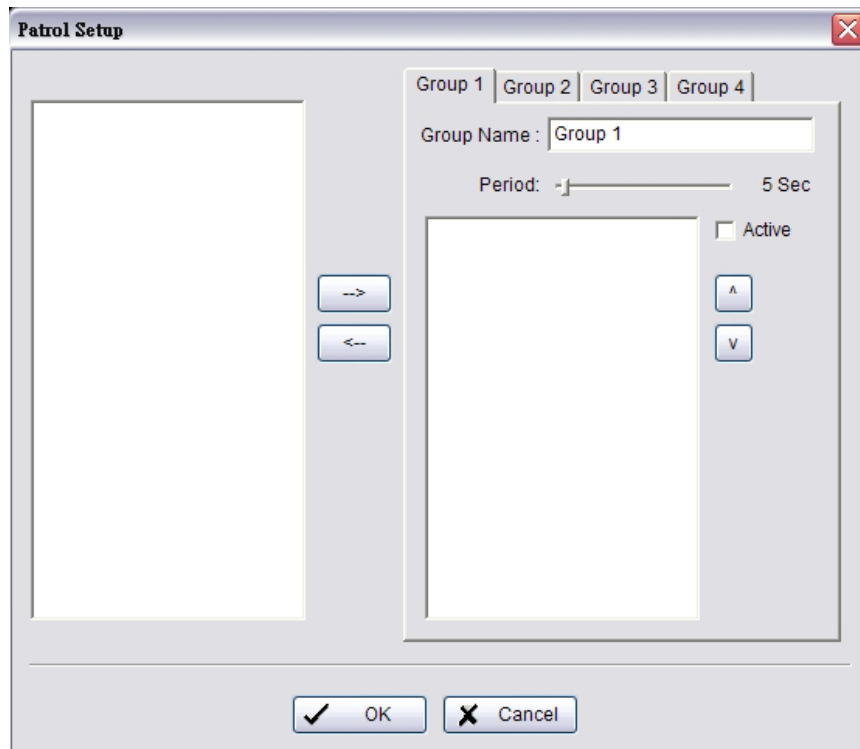 Patrol Setup
Group 1 Group 2 Group 3 Group 4
Group Name : Group 1
Period: 5 Sec
Active
-->
^
<--
v
OK Cancel